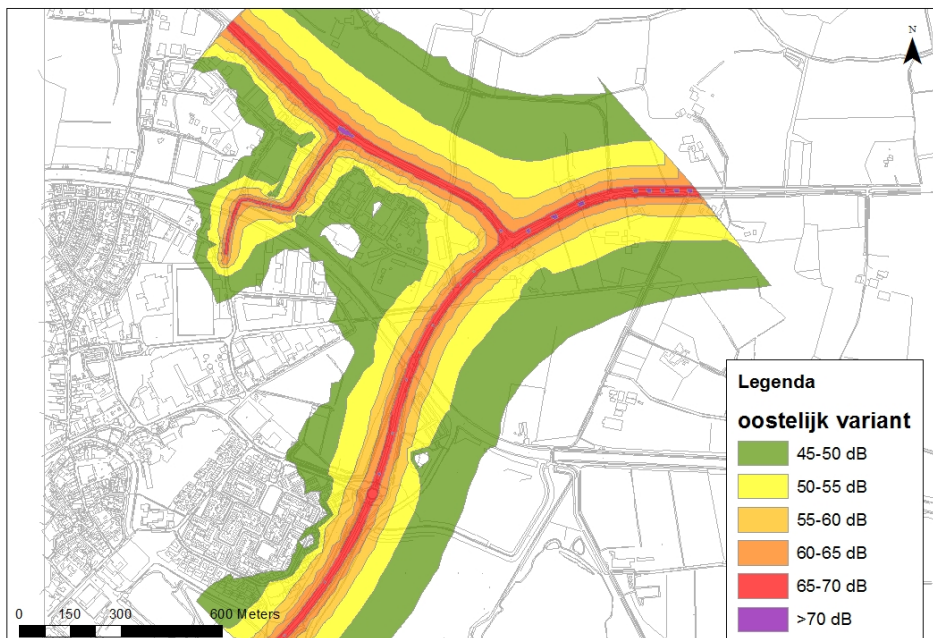 N
Legenda
oostelijk variant
45-50 dB
50-55 dB
55-60 dB
60-65 dB
65-70 dB
>70 dB
0 150 300 600 Meters